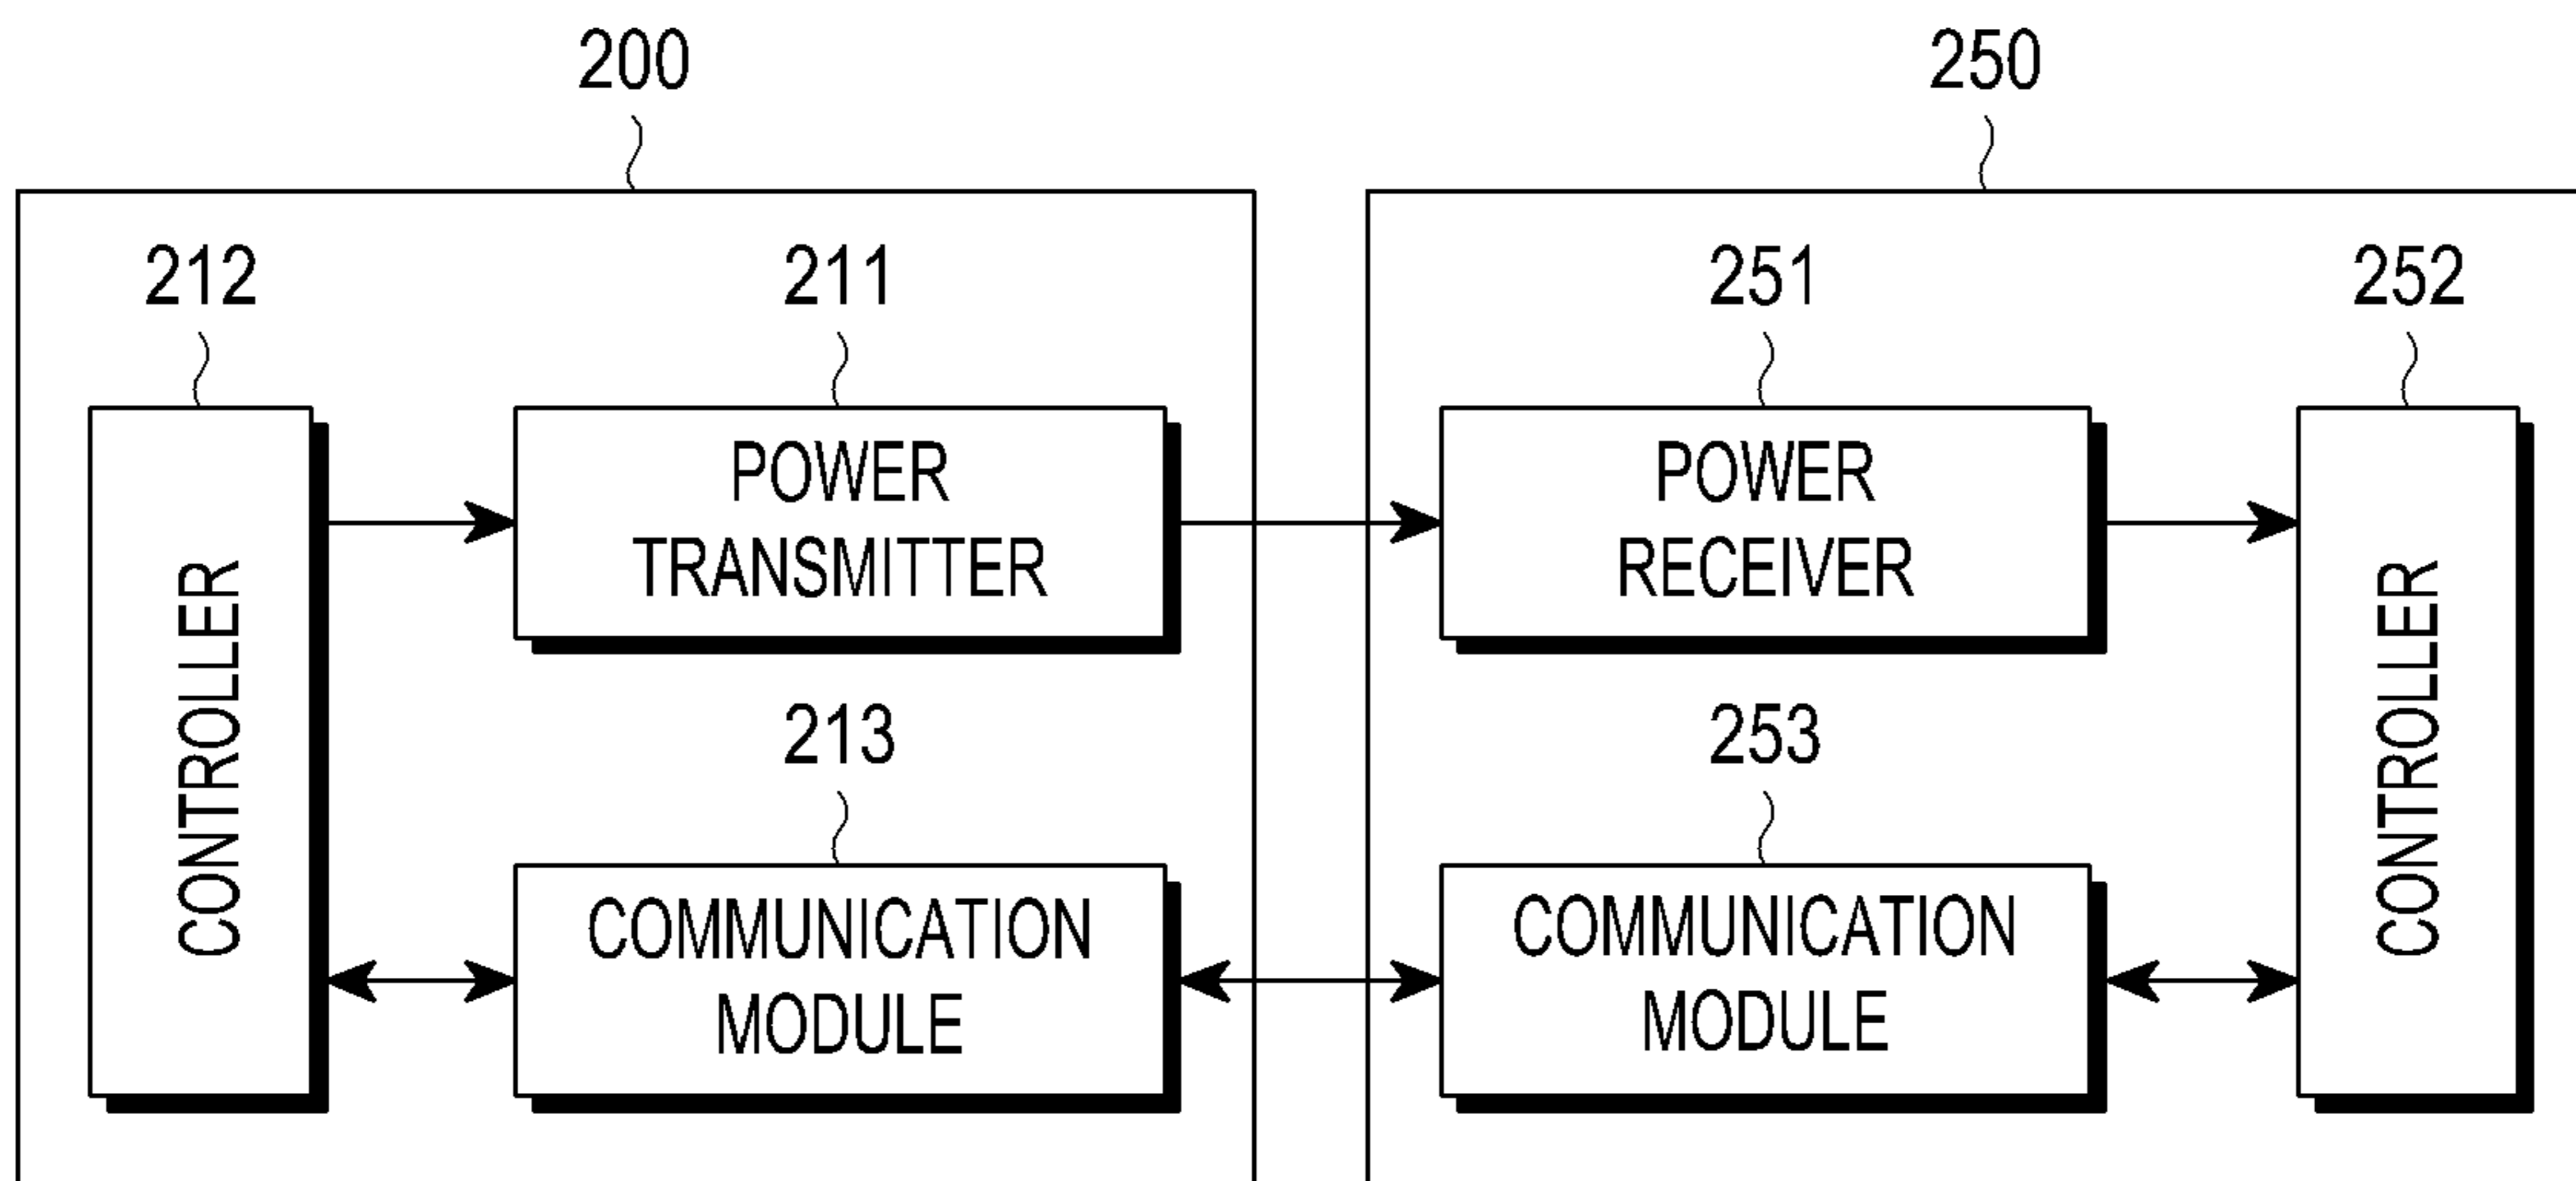 200
250
212
211
251
252
POWER
TRANSMITTER
POWER
RECEIVER
CONTROLLER
CONTROLLER
213
253
COMMUNICATION
MODULE
COMMUNICATION
MODULE